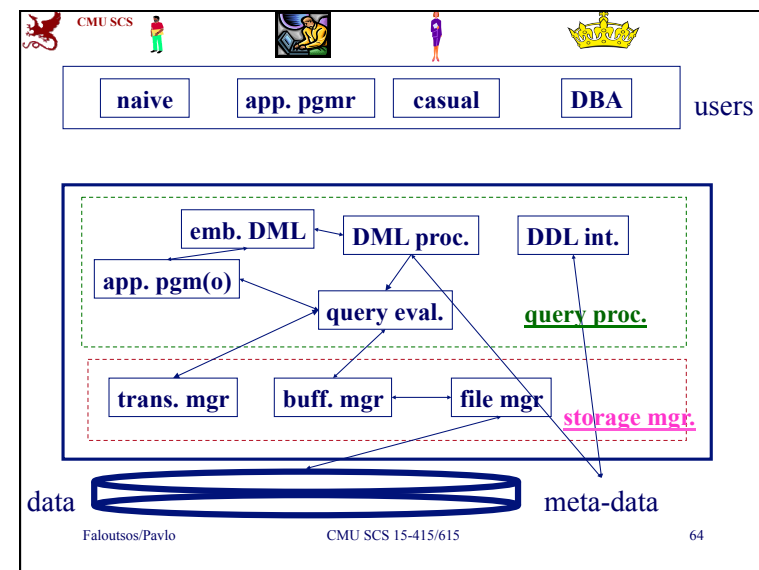 CMU SCS
naive
app. pgmr
casual
DBA
users
emb. DML
DML proc.
DDL int.
app. pgm(o)
query eval.
query proc.
trans. mgr
buff. mgr
file mgr
storage mgr.
data
meta-data
Faloutsos/Pavlo
CMU SCS 15-415/615
64